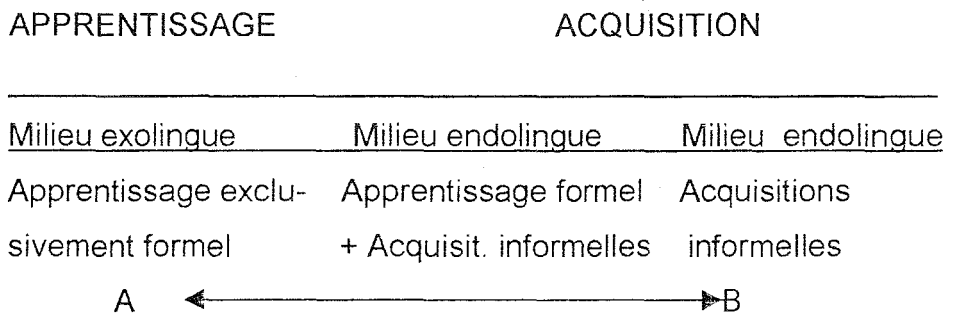 APPRENTISSAGE ACQUISITION
Milieu exolingue Milieu endolingue Milieu endolingue
Apprentissage exclu- Apprentissage formel Acquisitions
sivement formel + Acquisit. informelles informelles
A B